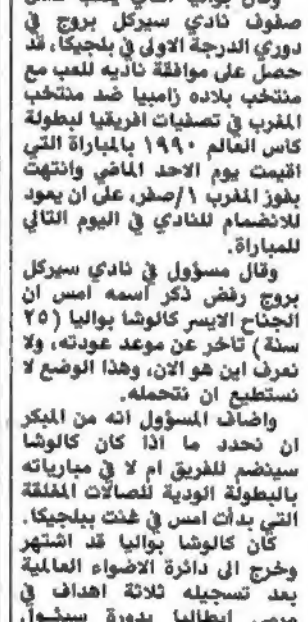 صفوف نادي سيركل بروج في
دوري الدرجة الاولى في بلجيكا، قد
حصل على موافقة ناديه للعب مع
منتخب بلاده زامبيا ضد منتخب
المغرب في تصفيات افريقيا لبطولة
كاس العالم ١٩٩٠ بالمباراة التي
اقيمت يوم الاحد الماضي وانتهت
بفوز المغرب ١/صفر، على ان يعود
للانضمام للنادي في اليوم التالي
للمباراة.
وقال مسؤول في نادي سيركل
بروج رفض ذكر اسمه امس ان
الجناح الايسر كالوشا بواليا (٢٥
سنة) تاخر عن موعد عودته، ولا
نعرف اين هو الان، وهذا الوضع لا
نستطيع ان نتحمله.
واضاف المسؤول انه من المبكر
ان نحدد ما اذا كان كالوشا
سينضم للفريق ام لا في مبارياته
بالبطولة الودية للصالات المغلقة
التي بدأت امس في غنت ببلجيكا.
كان كالوشا بواليا قد اشتهر
وخرج الى دائرة الاضواء العالمية
بعد تسجيله ثلاثة اهداف في
مرمى ايطاليا بدورة سيئول